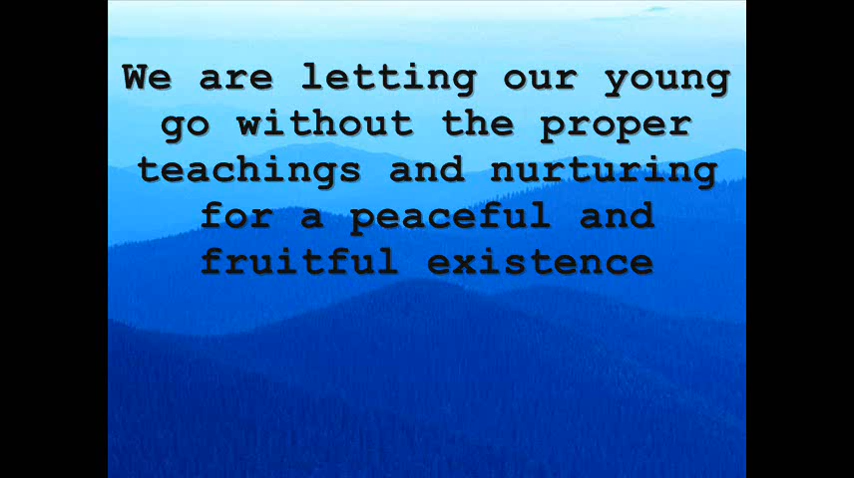 We are letting our young
go without the proper
teachings and nurturing
for a peaceful and
fruitful existence